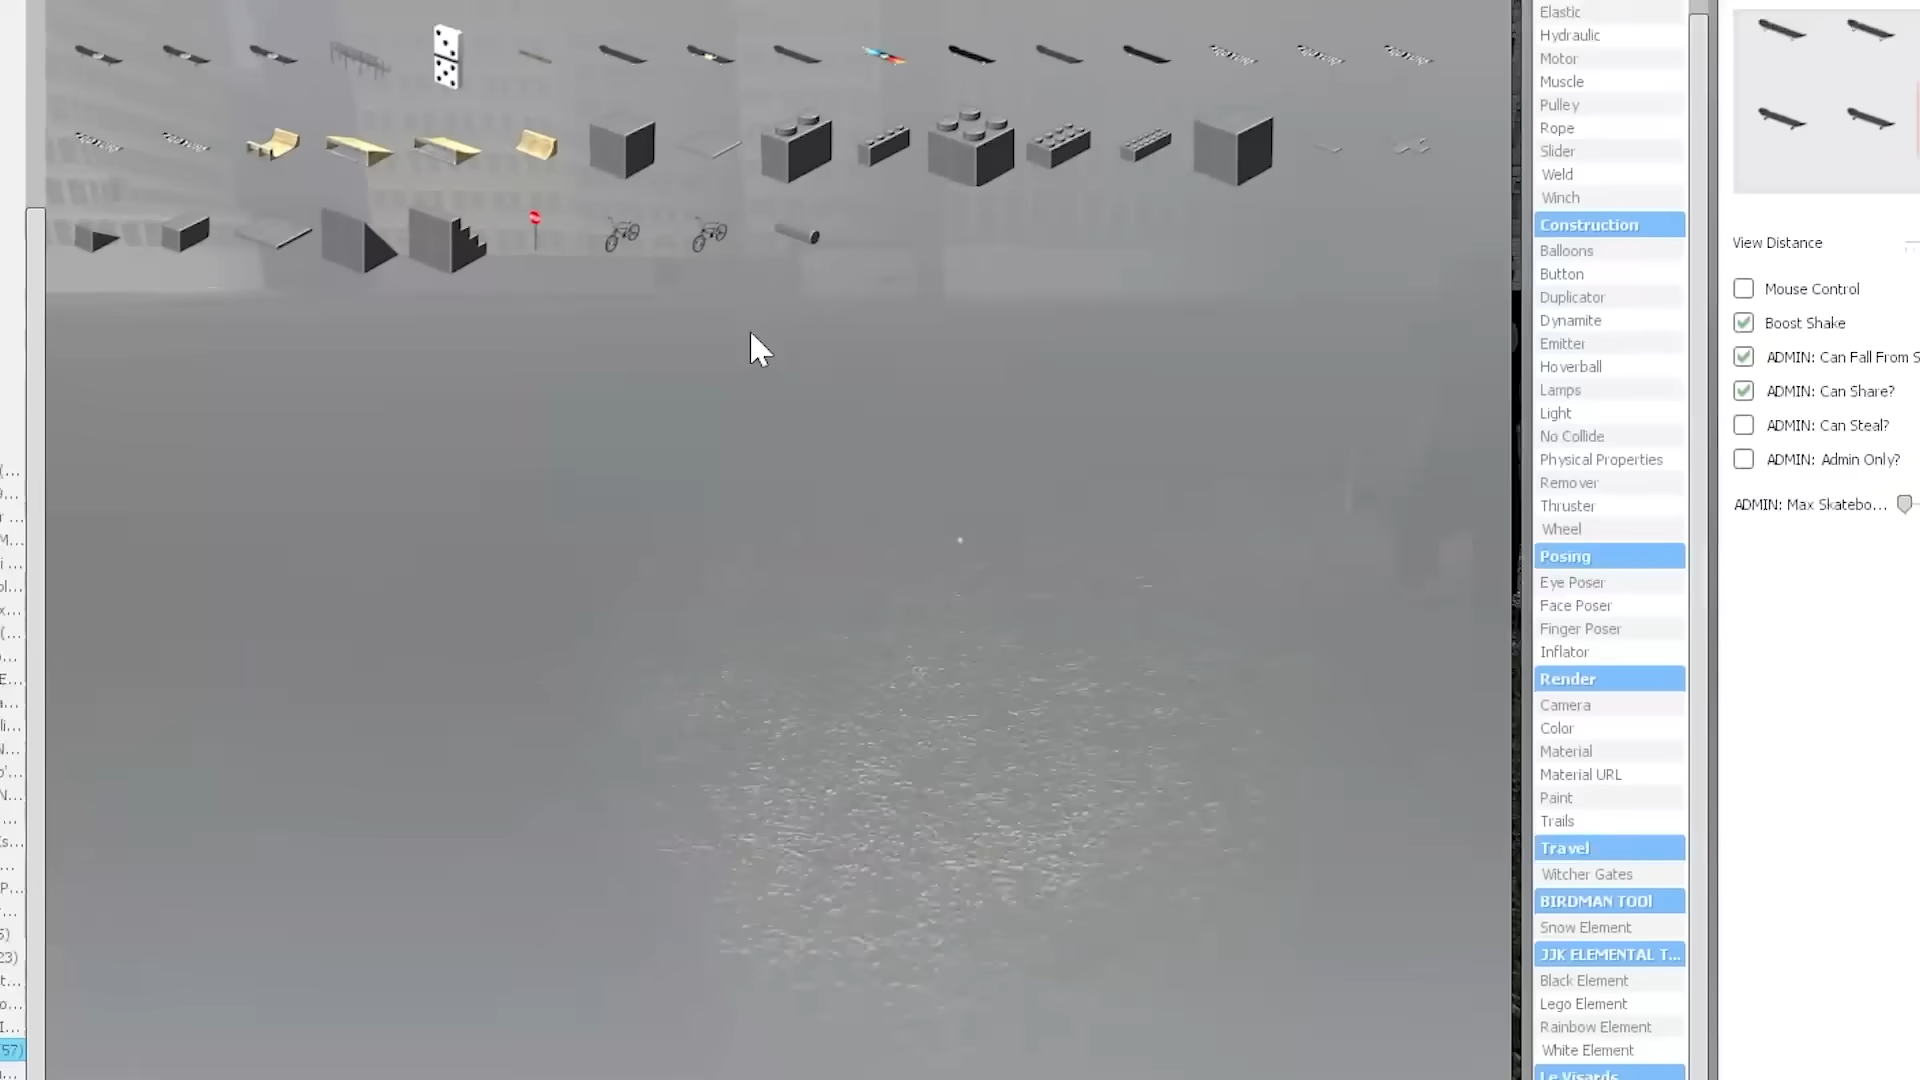 Elastic
Hydraulic
Motor
Muscle
Pulley
Rope
Slider
Weld
Winch
Construction
Balloons
Button
Duplicator
Dynamite
Emitter
Hoverball
Lamps
Light
No Collide
Physical Properties
Remover
Thruster
Wheel
Posing
Eye Poser
Face Poser
Finger Poser
Inflator
Render
Camera
Color
Material
Material URL
Paint
Trails
Travel
Witcher Gates
BIRDMAN TOOl
Snow Element
JJK ELEMENTAL T...
Black Element
Lego Element
Rainbow Element
White Element
Le Visards
View Distance
Mouse Control
Boost Shake
ADMIN: Can Fall From S
ADMIN: Can Share?
ADMIN: Can Steal?
ADMIN: Admin Only?
ADMIN: Max Skatebo...
23)
57)